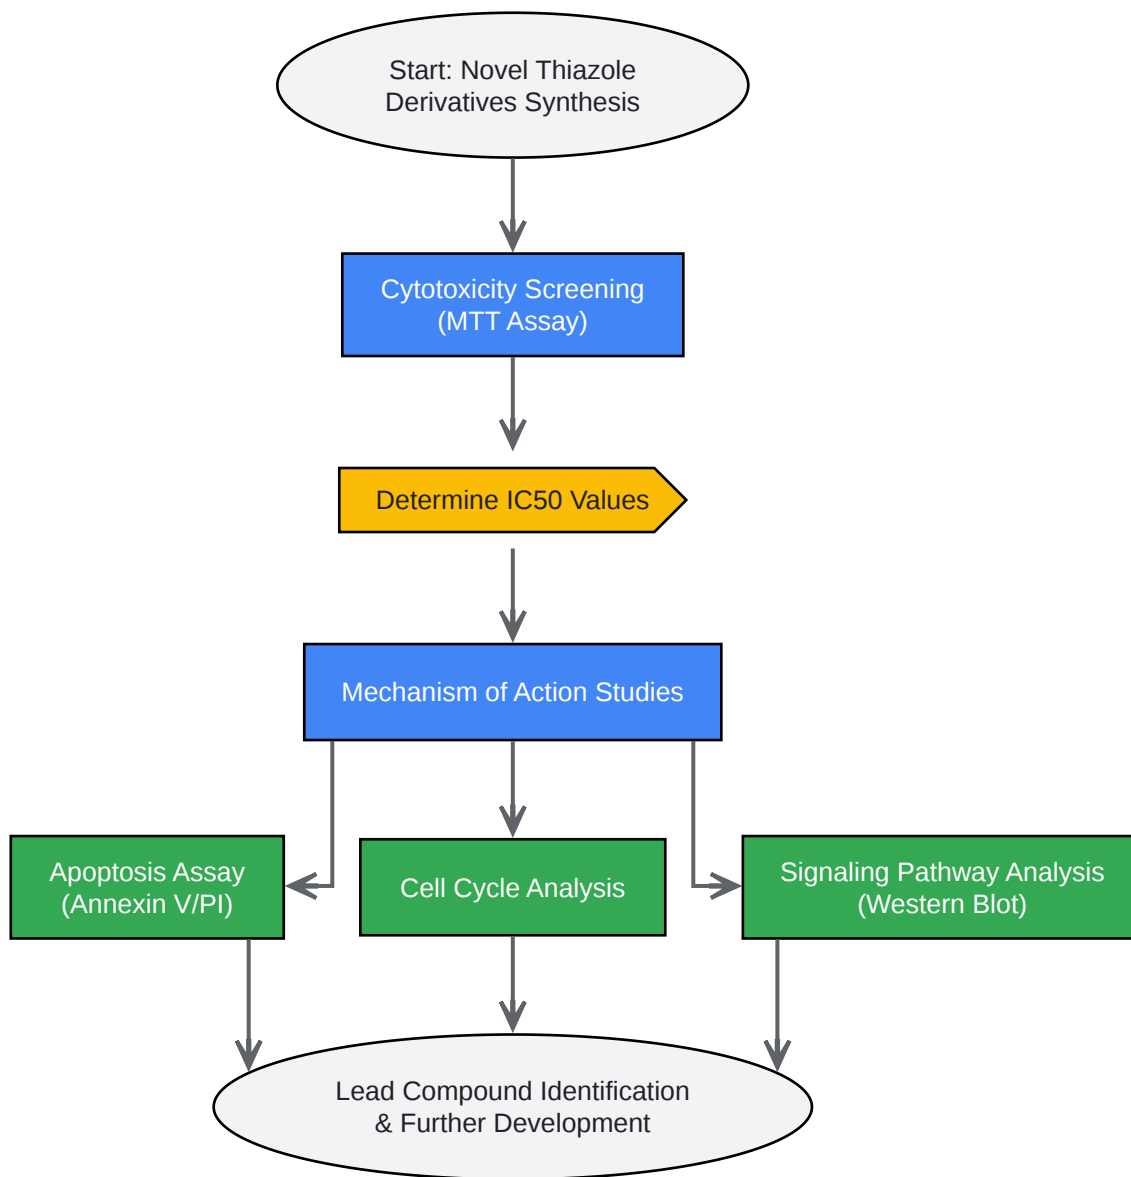 Start: Novel Thiazole
Derivatives Synthesis
Cytotoxicity Screening
(MTT Assay)
Determine IC50 Values
Mechanism of Action Studies
Apoptosis Assay
(Annexin V/PI)
Cell Cycle Analysis
Signaling Pathway Analysis
(Western Blot)
Lead Compound Identification
& Further Development